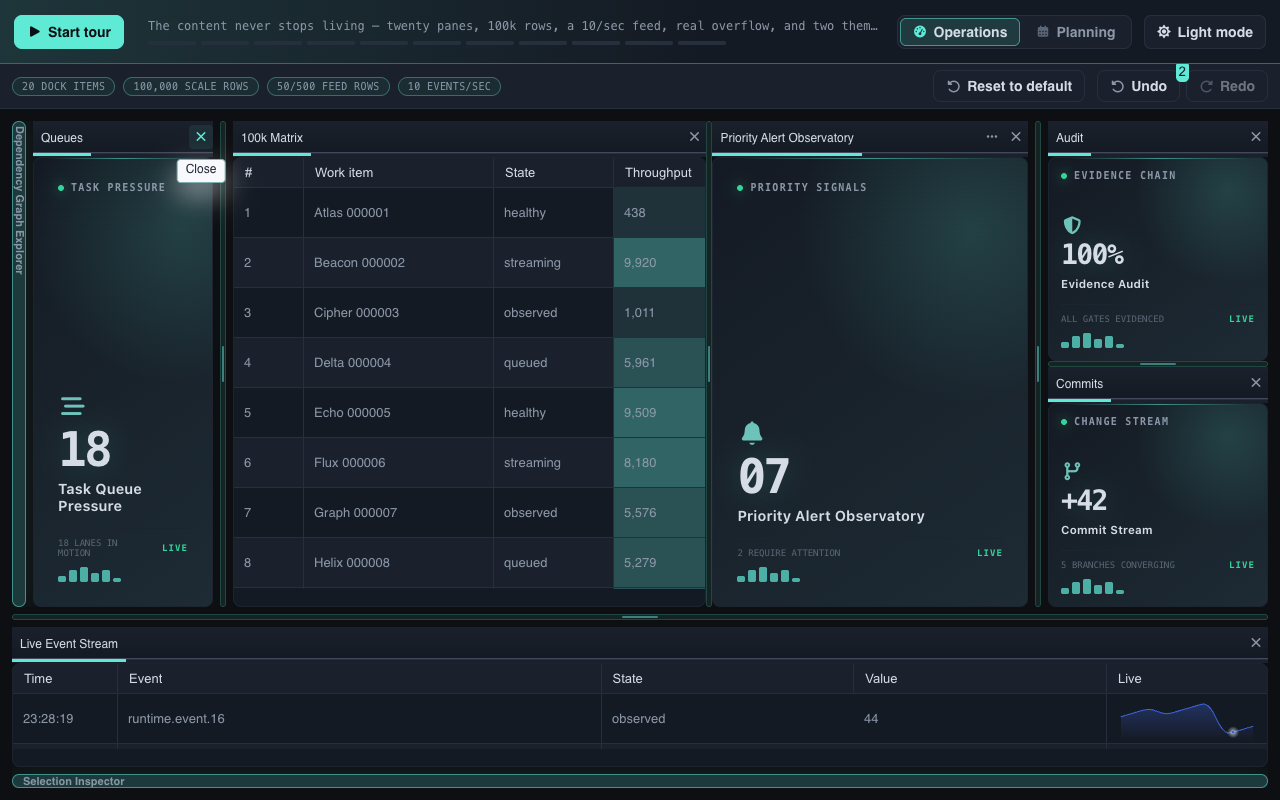 Start tour
The content never stops living — twenty panes, 100k rows, a 10/sec feed, real overflow, and two them…
Operations
Planning
Light mode
20 DOCK ITEMS
100,000 SCALE ROWS
50/500 FEED ROWS
10 EVENTS/SEC
Reset to default
Undo
2
Redo
Dependency Graph Explorer
Queues
Close
TASK PRESSURE
18
Task Queue
Pressure
18 LANES IN
MOTION
LIVE
100k Matrix
# Work item State Throughput
1 Atlas 000001 healthy 438
2 Beacon 000002 streaming 9,920
3 Cipher 000003 observed 1,011
4 Delta 000004 queued 5,961
5 Echo 000005 healthy 9,509
6 Flux 000006 streaming 8,180
7 Graph 000007 observed 5,576
8 Helix 000008 queued 5,279
Priority Alert Observatory
PRIORITY SIGNALS
07
Priority Alert Observatory
2 REQUIRE ATTENTION
LIVE
Audit
EVIDENCE CHAIN
100%
Evidence Audit
ALL GATES EVIDENCED
LIVE
Commits
CHANGE STREAM
+42
Commit Stream
5 BRANCHES CONVERGING
LIVE
Live Event Stream
Time Event State Value Live
23:28:19 runtime.event.16 observed 44
Selection Inspector